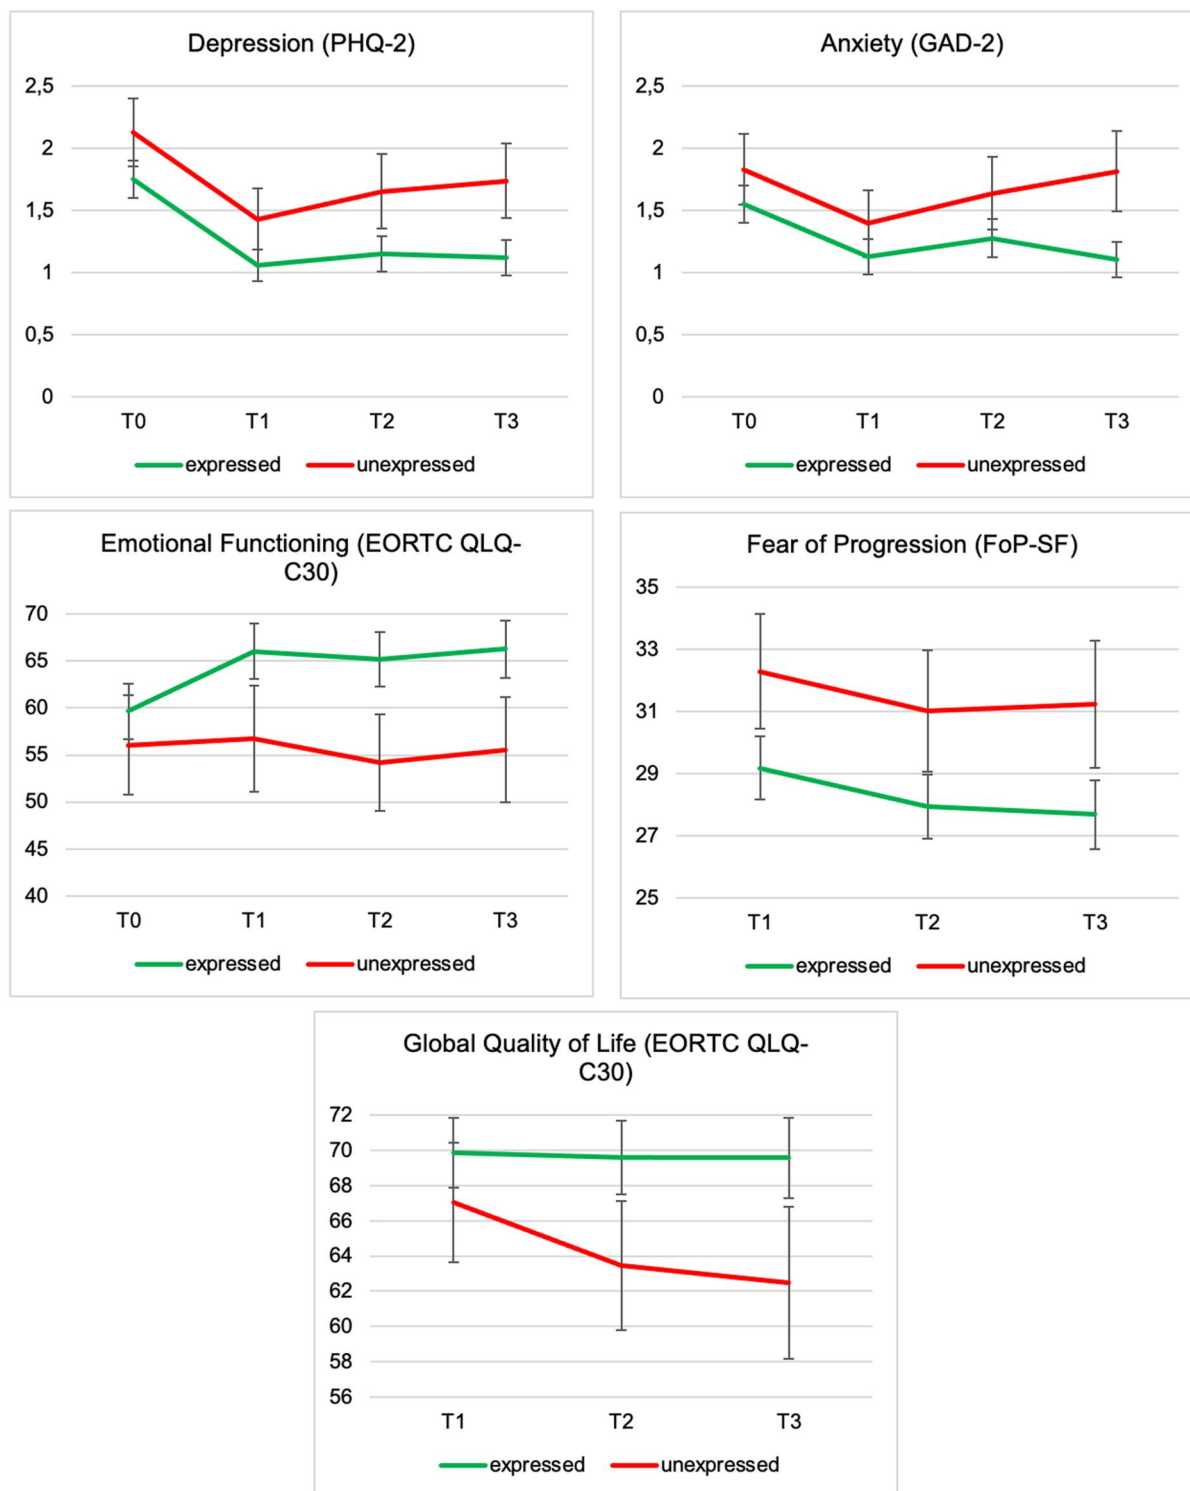 Depression (PHQ-2)
2,5
2
1,5
1
0,5
0
T0 T1 T2 T3
expressed unexpressed
Anxiety (GAD-2)
2,5
2
1,5
1
0,5
0
T0 T1 T2 T3
expressed unexpressed
Emotional Functioning (EORTC QLQ-
C30)
70
65
60
55
50
45
40
T0 T1 T2 T3
expressed unexpressed
Fear of Progression (FoP-SF)
35
33
31
29
27
25
T1 T2 T3
expressed unexpressed
Global Quality of Life (EORTC QLQ-
C30)
72
70
68
66
64
62
60
58
56
T1 T2 T3
expressed unexpressed